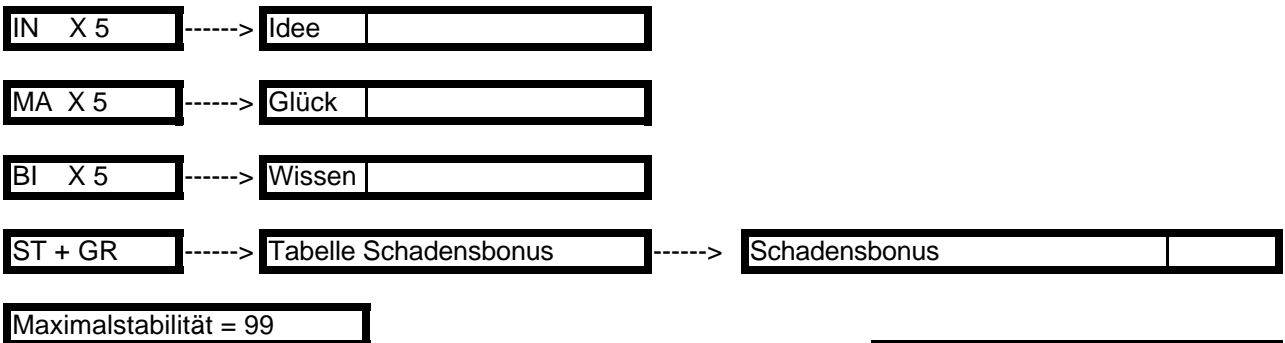 IN X 5 ------> Idee
MA X 5 ------> Glück
BI X 5 ------> Wissen
ST + GR ------> Tabelle Schadensbonus ------> Schadensbonus
Maximalstabilität = 99